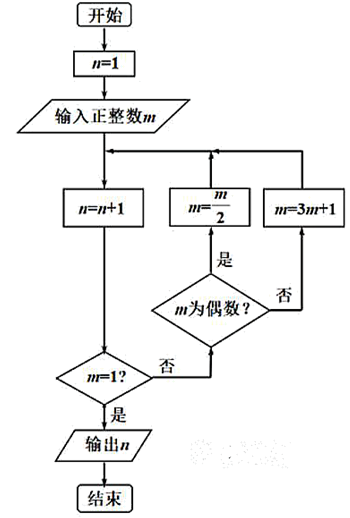 开始
n=1
输入正整数m
n=n+1
m=m/2
m=3m+1
是
m为偶数？
否
m=1?
否
是
输出n
结束